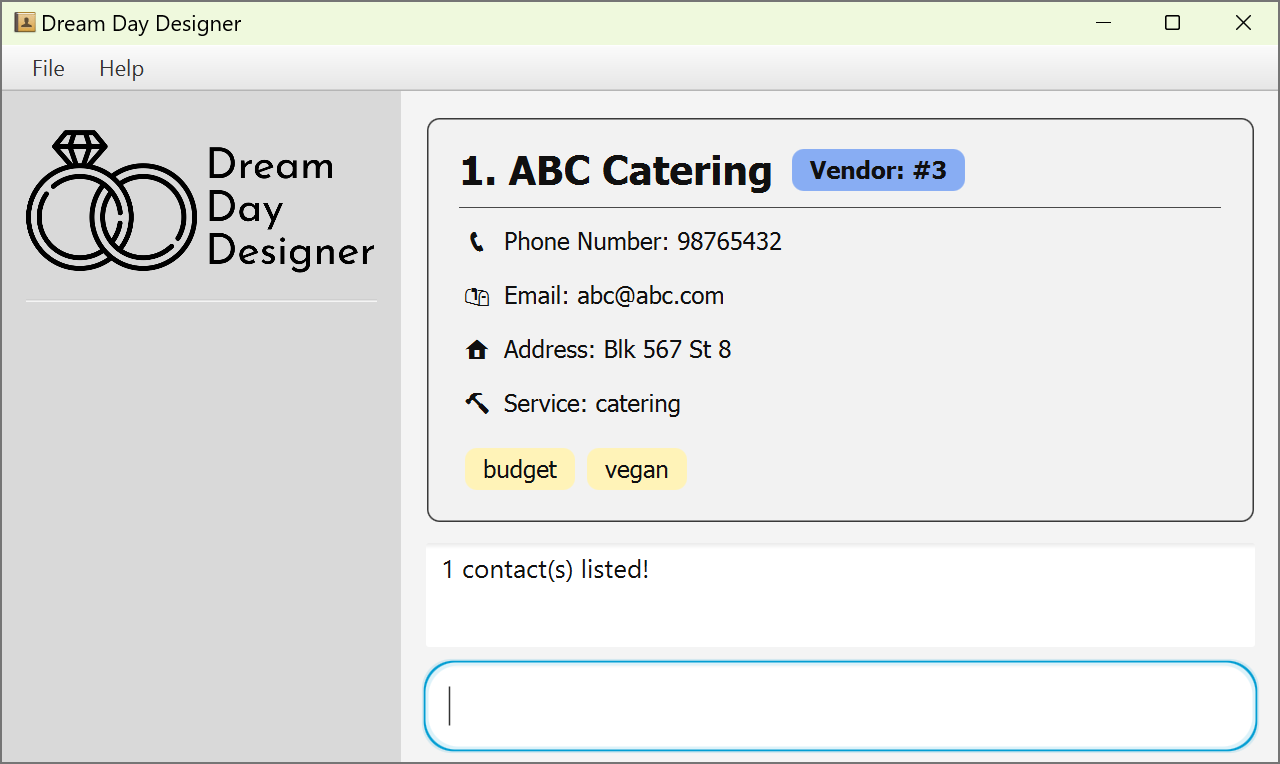 Dream Day Designer
File Help
Dream
Day
Designer
1. ABC Catering Vendor: #3
Phone Number: 98765432
Email: abc@abc.com
Address: Blk 567 St 8
Service: catering
budget vegan
1 contact(s) listed!